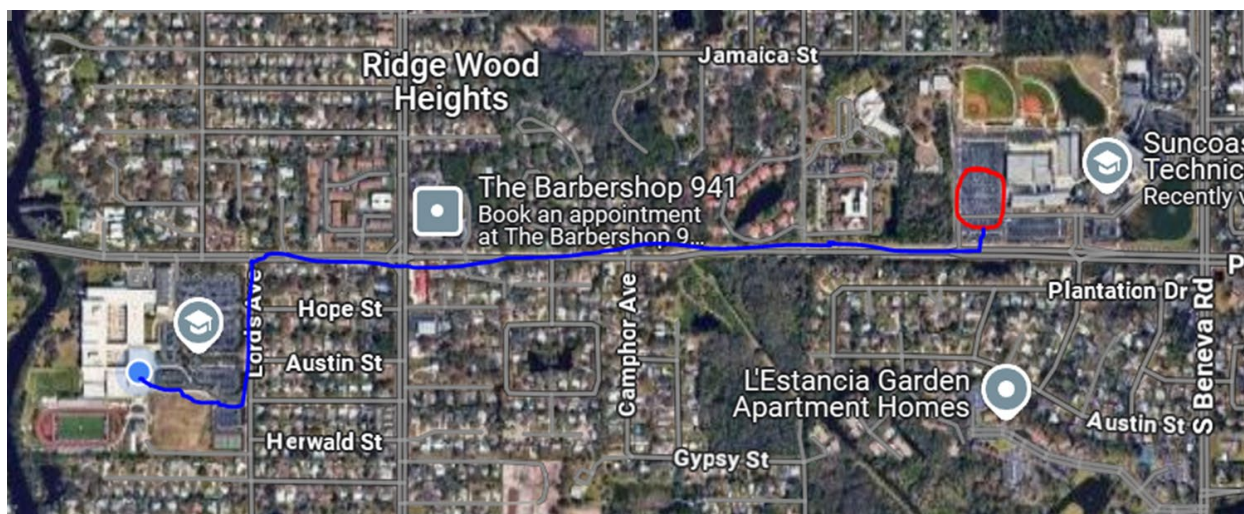 Jamaica St
Ridge Wood
Heights
Suncoas
Technic
Recently v
The Barbershop 941
Book an appointment
at The Barbershop 9...
P
Plantation Dr
Lords Ave
Hope St
Camphor Ave
S Beneva Rd
Austin St
L'Estancia Garden
Apartment Homes
Austin St
Herwald St
Gypsy St